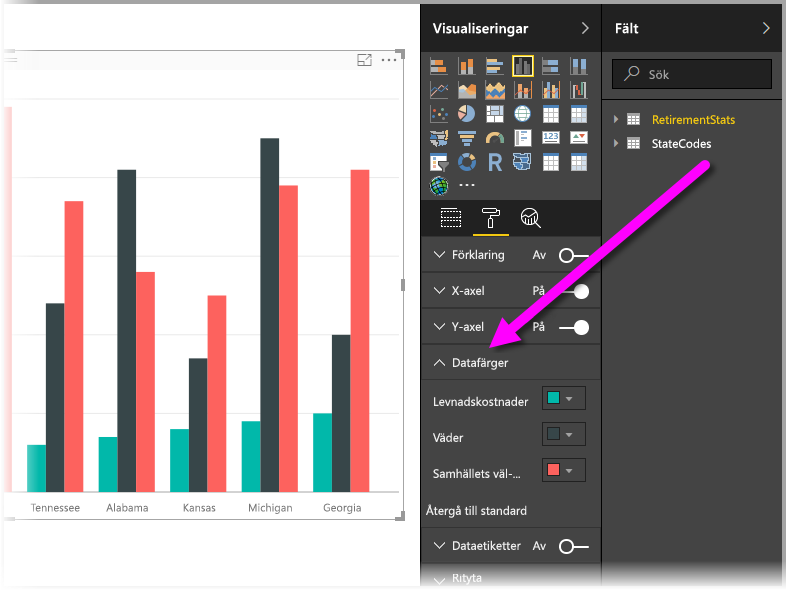 Visualiseringar
Fält
Sök
RetirementStats
StateCodes
123
R
Förklaring Av
X-axel På
Y-axel På
Datafärger
Levnadskostnader
Väder
Samhällets väl-...
Återgå till standard
Dataetiketter Av
Rityta
Tennessee Alabama Kansas Michigan Georgia